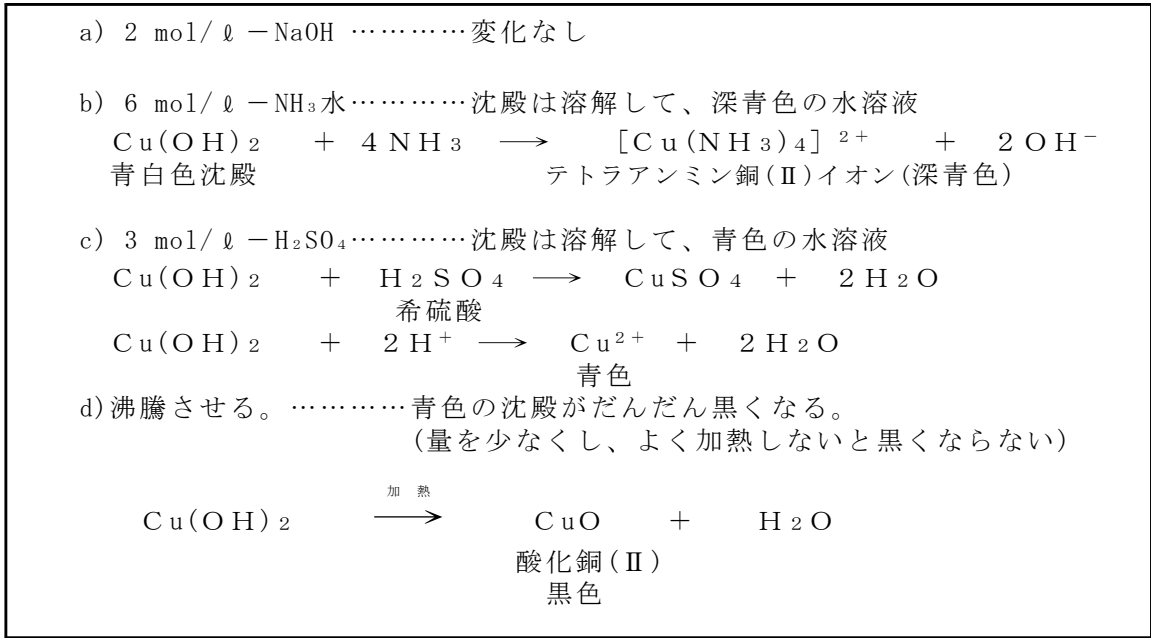 a) 2 mol/ℓ－NaOH …………変化なし
b) 6 mol/ℓ－NH₃水…………沈殿は溶解して、深青色の水溶液
Cu(OH)₂ ＋ 4NH₃ ⟶ [Cu(NH₃)₄]²⁺ ＋ 2OH⁻
青白色沈殿 テトラアンミン銅(Ⅱ)イオン(深青色)
c) 3 mol/ℓ－H₂SO₄…………沈殿は溶解して、青色の水溶液
Cu(OH)₂ ＋ H₂SO₄ ⟶ CuSO₄ ＋ 2H₂O
希硫酸
Cu(OH)₂ ＋ 2H⁺ ⟶ Cu²⁺ ＋ 2H₂O
青色
d)沸騰させる。…………青色の沈殿がだんだん黒くなる。
(量を少なくし、よく加熱しないと黒くならない)
加 熱
Cu(OH)₂ ⟶ CuO ＋ H₂O
酸化銅(Ⅱ)
黒色